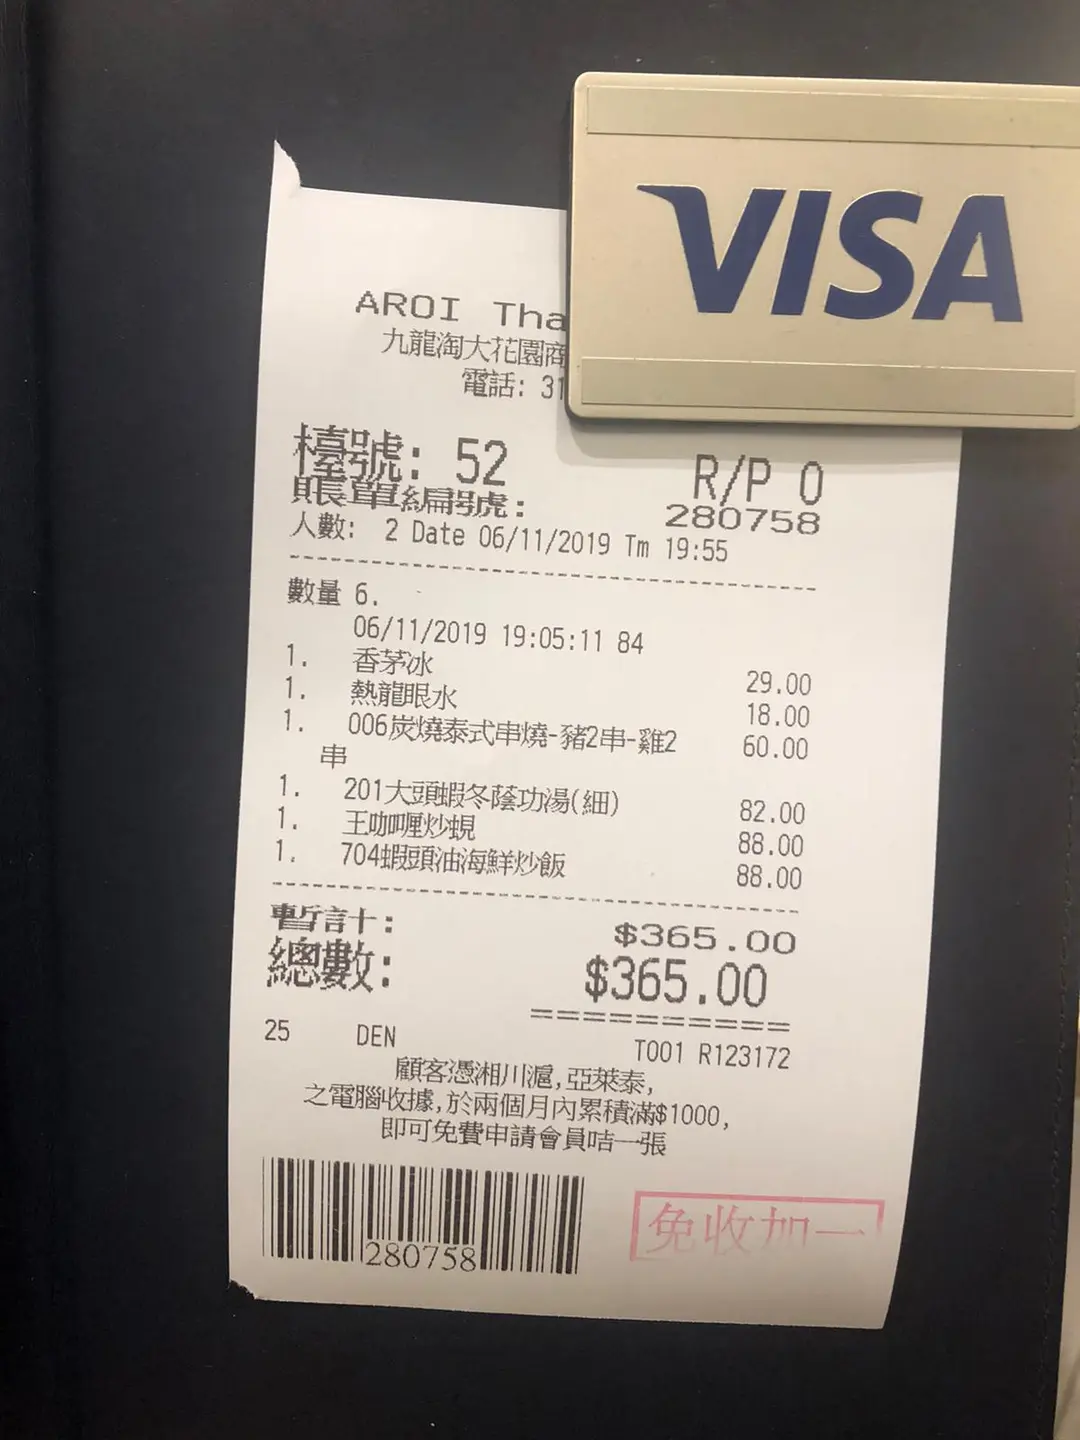 VISA
AROI Tha
九龍淘大花園商
電話: 31
檯號: 52 R/P 0
賬單編號: 280758
人數: 2 Date 06/11/2019 Tm 19:55
數量 6.
06/11/2019 19:05:11 84
1. 香茅冰 29.00
1. 熱龍眼水 18.00
1. 006炭燒泰式串燒-豬2串-雞2 60.00
串
1. 201大頭蝦冬蔭功湯(細) 82.00
1. 王咖喱炒蜆 88.00
1. 704蝦頭油海鮮炒飯 88.00
暫計: $365.00
總數: $365.00
==========
25 DEN T001 R123172
顧客憑湘川滬,亞萊泰,
之電腦收據,於兩個月內累積滿$1000,
即可免費申請會員咭一張
280758
免收加一